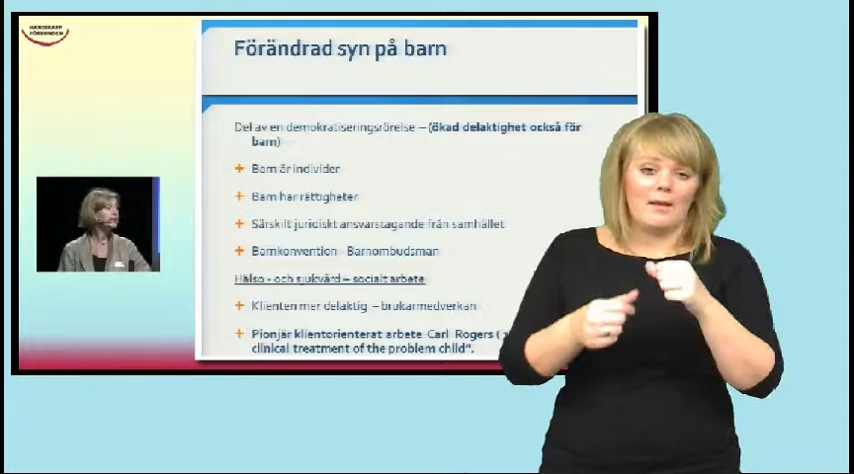 HANDIKAPP
FÖRBUNDEN
Förändrad syn på barn
Del av en demokratiseringsrörelse – (ökad delaktighet också för
barn)
+ Barn är individer
+ Barn har rättigheter
+ Särskilt juridiskt ansvarstagande från samhället
+ Barnkonvention - Barnombudsman
Hälso - och sjukvård – socialt arbete
+ Klienten mer delaktig – brukarmedverkan
+ Pionjär klientorienterat arbete Carl Rogers (
clinical treatment of the problem child".